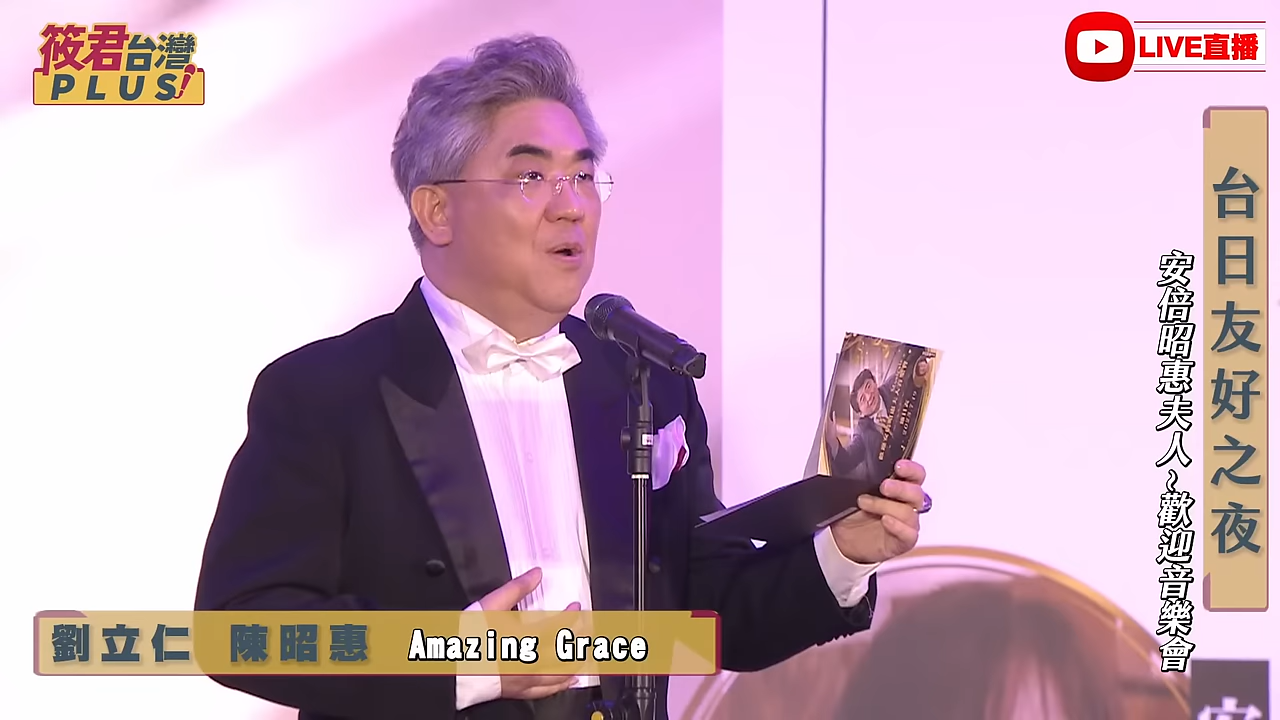 筱君台灣
PLUS!
LIVE直播
台日友好之夜
安倍昭惠夫人~歡迎音樂會
劉立仁 陳昭惠 Amazing Grace